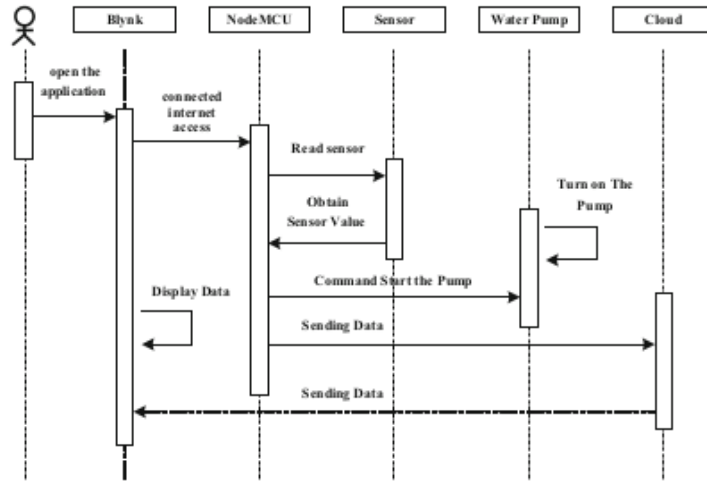 Blynk
NodeMCU
Sensor
Water Pump
Cloud
open the
application
connected
internet
access
Read sensor
Obtain
Sensor Value
Turn on The
Pump
Command Start the Pump
Display Data
Sending Data
Sending Data